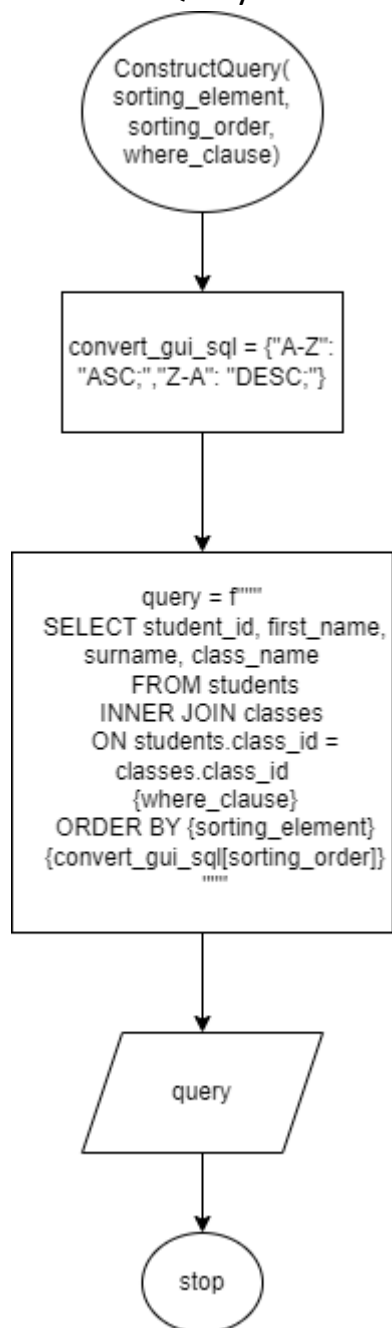 ConstructQuery(
sorting_element,
sorting_order,
where_clause)
convert_gui_sql = {"A-Z":
"ASC;","Z-A": "DESC;"}
query = f"""
SELECT student_id, first_name,
surname, class_name
FROM students
INNER JOIN classes
ON students.class_id =
classes.class_id
{where_clause}
ORDER BY {sorting_element}
{convert_gui_sql[sorting_order]}
"""
query
stop